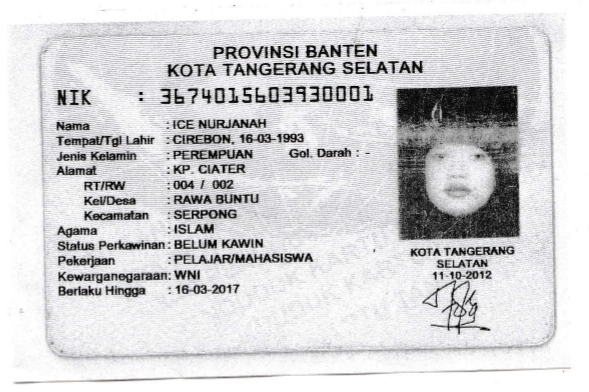 PROVINSI BANTEN
KOTA TANGERANG SELATAN
NIK : 3674015603930001
Nama : ICE NURJANAH
Tempat/Tgl Lahir : CIREBON, 16-03-1993
Jenis Kelamin : PEREMPUAN Gol. Darah : -
Alamat : KP. CIATER
RT/RW : 004 / 002
Kel/Desa : RAWA BUNTU
Kecamatan : SERPONG
Agama : ISLAM
Status Perkawinan: BELUM KAWIN
Pekerjaan : PELAJAR/MAHASISWA
Kewarganegaraan: WNI
Berlaku Hingga : 16-03-2017
KOTA TANGERANG
SELATAN
11-10-2012